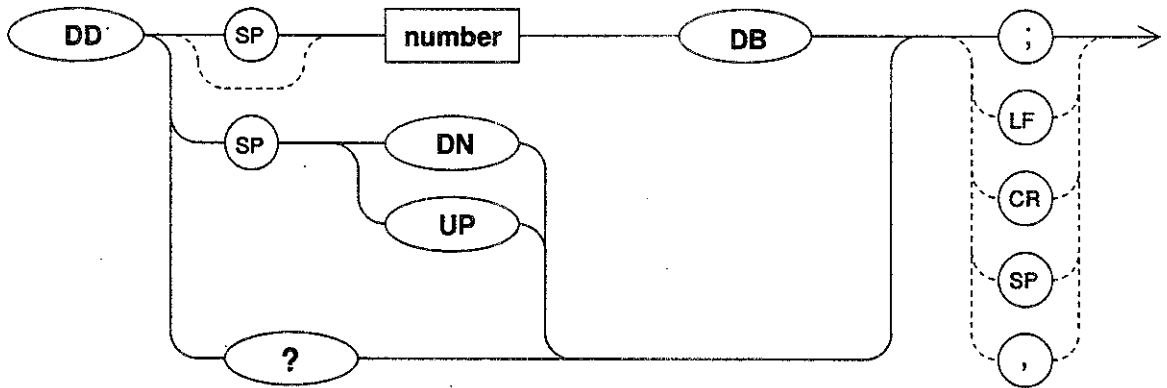 DD SP number DB ;
LF
SP DN
CR
UP
SP
? ,